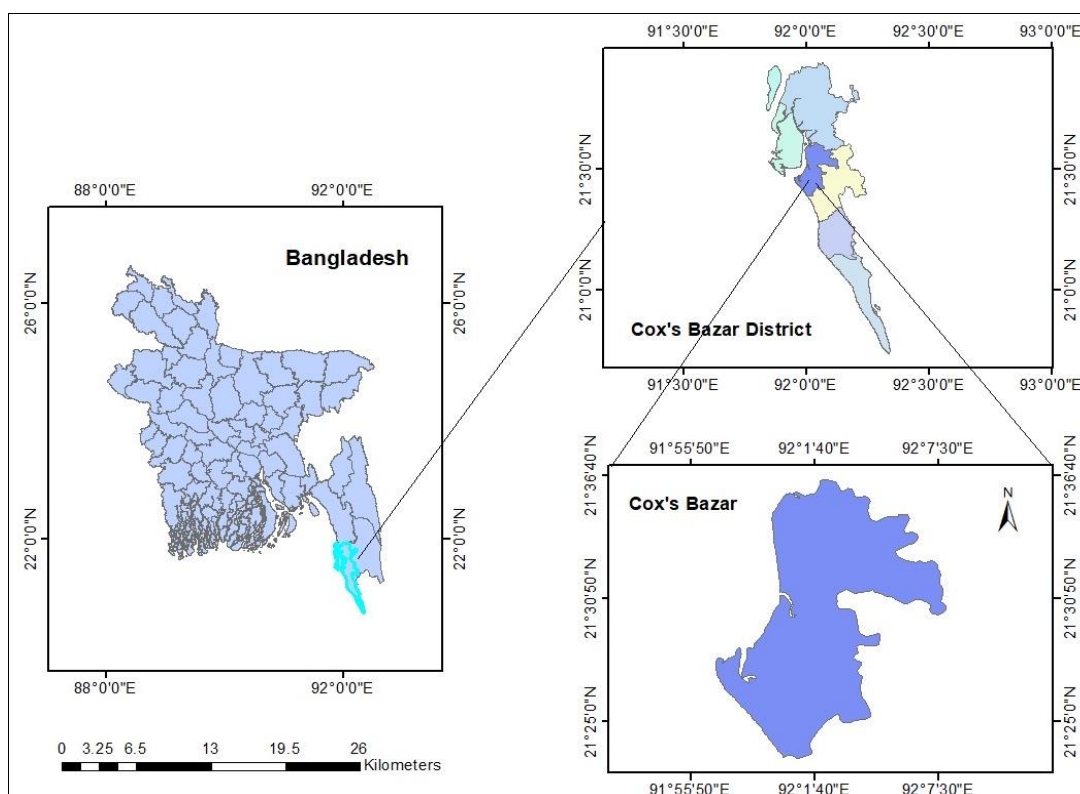 91°30'0"E 92°0'0"E 92°30'0"E 93°0'0"E
21°30'0"N 21°30'0"N
21°0'0"N 21°0'0"N
Cox's Bazar District
91°30'0"E 92°0'0"E 92°30'0"E 93°0'0"E
88°0'0"E 92°0'0"E
Bangladesh
26°0'0"N 26°0'0"N
22°0'0"N 22°0'0"N
88°0'0"E 92°0'0"E
91°55'50"E 92°1'40"E 92°7'30"E
21°36'40"N 21°36'40"N
Cox's Bazar
N
21°30'50"N 21°30'50"N
21°25'0"N 21°25'0"N
91°55'50"E 92°1'40"E 92°7'30"E
0 3.25 6.5 13 19.5 26
Kilometers